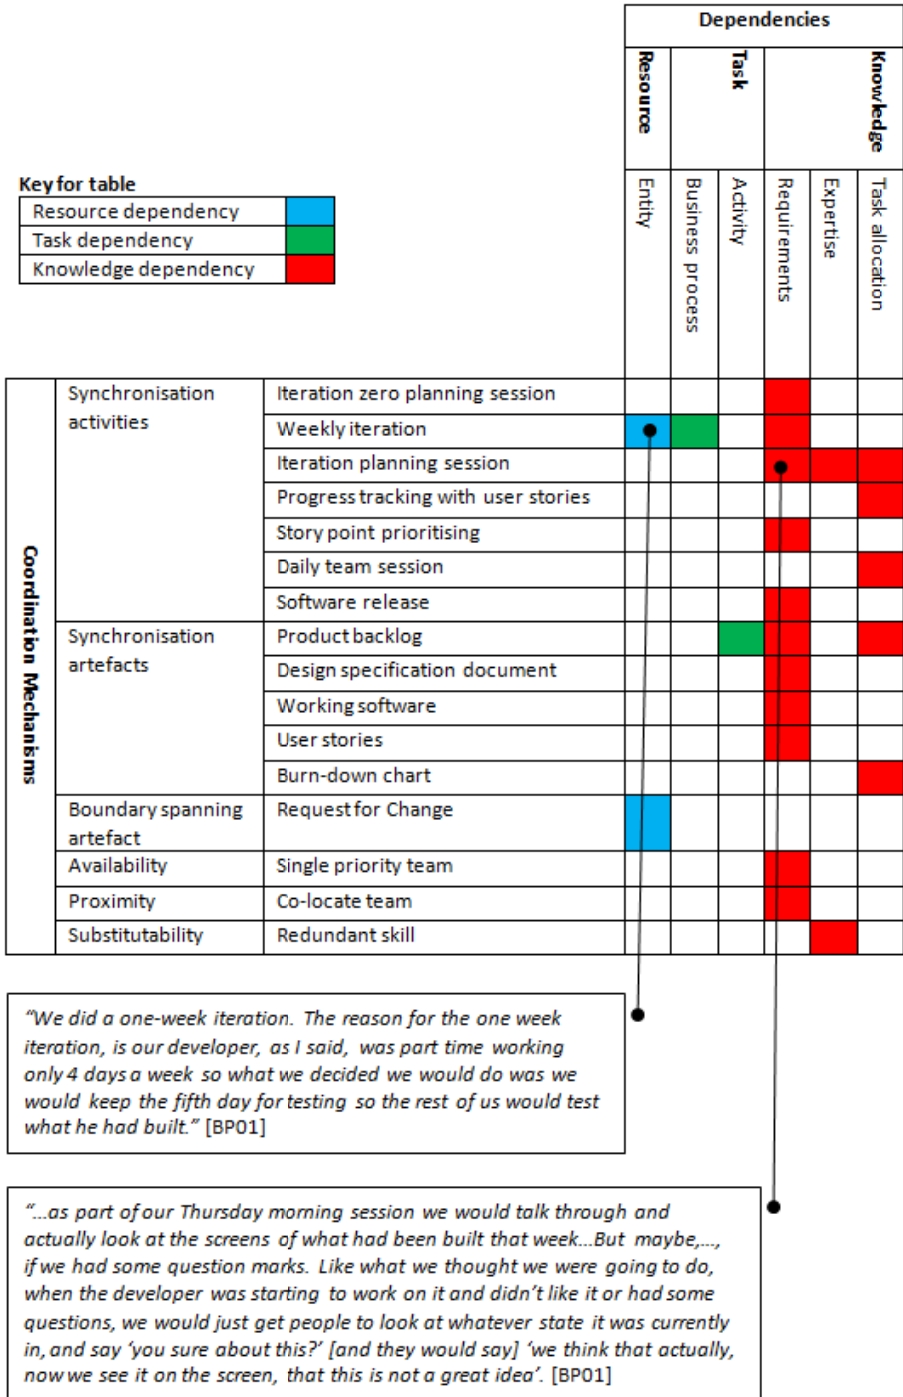 Dependencies
Resource
Task
Knowledge
Key for table
Resource dependency
Task dependency
Knowledge dependency
Entity
Business process
Activity
Requirements
Expertise
Task allocation
Coordination Mechanisms
Synchronisation
activities
Iteration zero planning session
Weekly iteration
Iteration planning session
Progress tracking with user stories
Story point prioritising
Daily team session
Software release
Synchronisation
artefacts
Product backlog
Design specification document
Working software
User stories
Burn-down chart
Boundary spanning
artefact
Request for Change
Availability
Single priority team
Proximity
Co-locate team
Substitutability
Redundant skill
“We did a one-week iteration. The reason for the one week
iteration, is our developer, as I said, was part time working
only 4 days a week so what we decided we would do was we
would keep the fifth day for testing so the rest of us would test
what he had built.” [BP01]
“...as part of our Thursday morning session we would talk through and
actually look at the screens of what had been built that week...But maybe,...,
if we had some question marks. Like what we thought we were going to do,
when the developer was starting to work on it and didn’t like it or had some
questions, we would just get people to look at whatever state it was currently
in, and say ‘you sure about this?’ [and they would say] ‘we think that actually,
now we see it on the screen, that this is not a great idea’. [BP01]